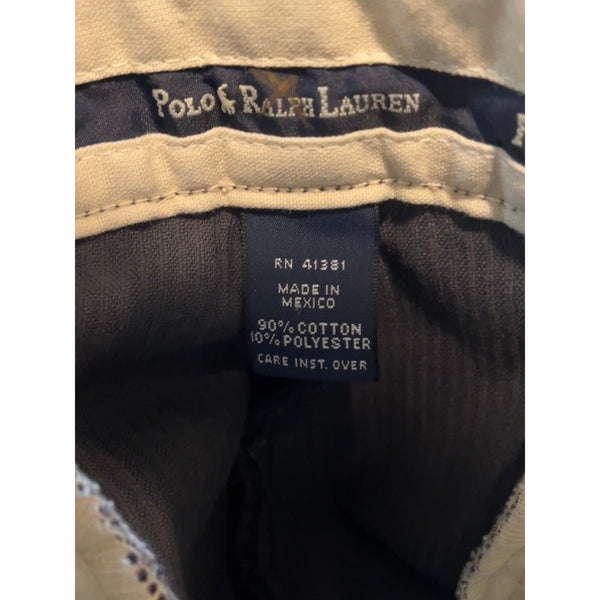 POLO RALPH LAUREN
RN 41381
MADE IN
MEXICO
90% COTTON
10% POLYESTER
CARE INST. OVER